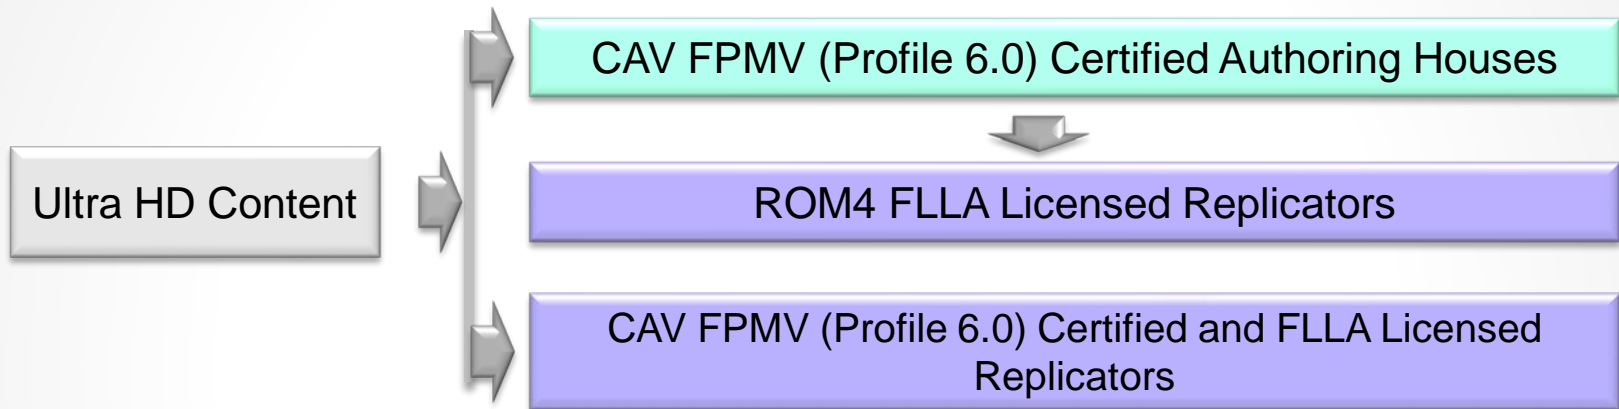 CAV FPMV (Profile 6.0) Certified Authoring Houses
Ultra HD Content
ROM4 FLLA Licensed Replicators
CAV FPMV (Profile 6.0) Certified and FLLA Licensed
Replicators